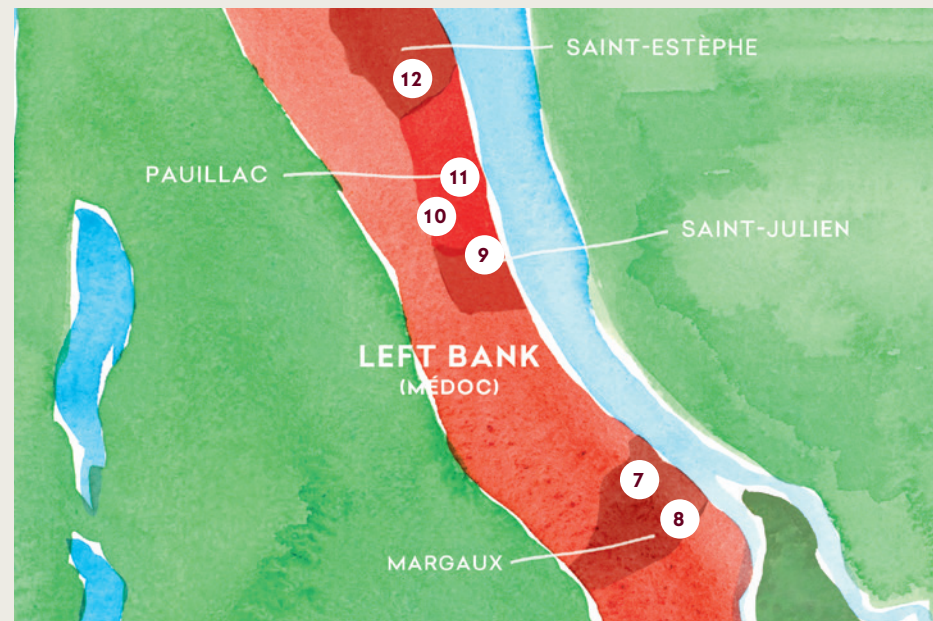 SAINT-ESTÈPHE
12
PAUILLAC
11
10
SAINT-JULIEN
9
LEFT BANK
(MÉDOC)
7
8
MARGAUX